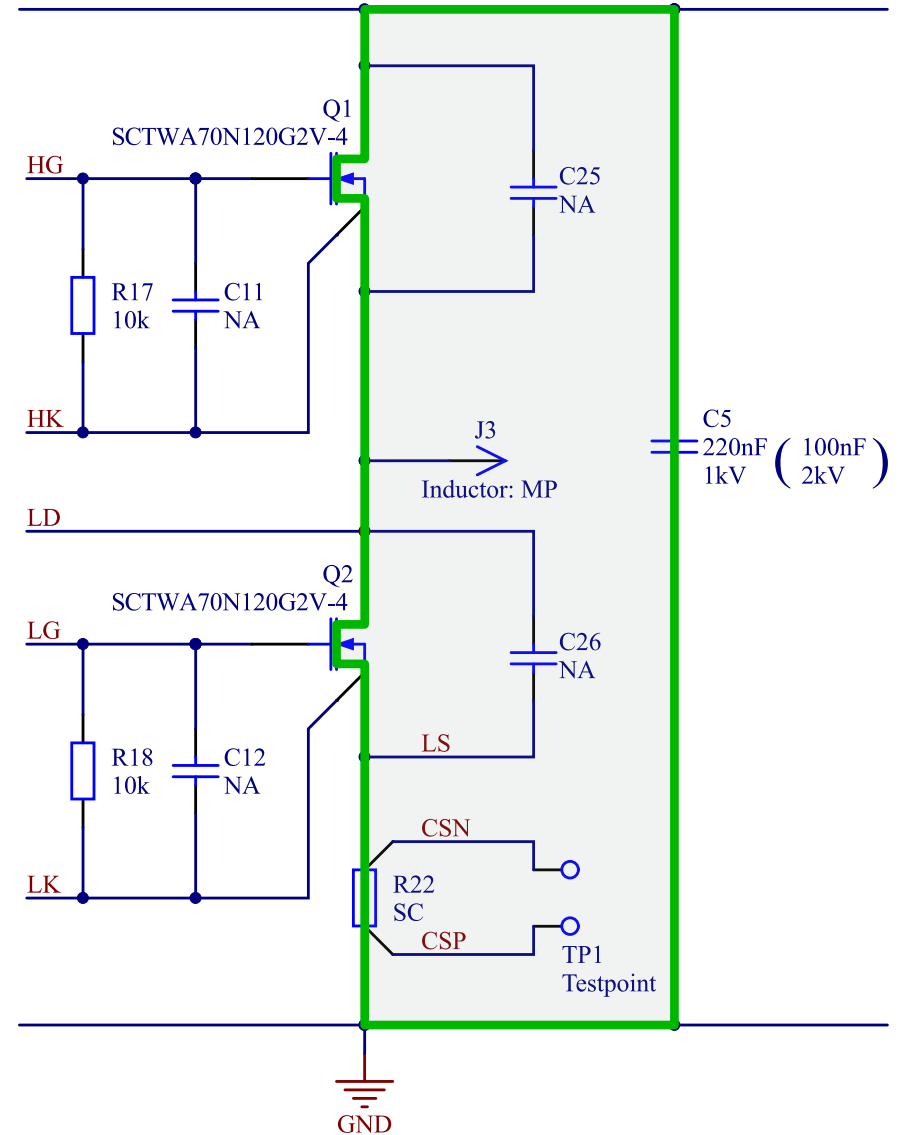 Q1
SCTWA70N120G2V-4
HG
C25
NA
R17
10k
C11
NA
HK
J3
Inductor: MP
C5
220nF ( 100nF )
1kV 2kV
LD
Q2
SCTWA70N120G2V-4
LG
C26
NA
LS
R18
10k
C12
NA
CSN
LK
R22
SC
CSP
TP1
Testpoint
GND